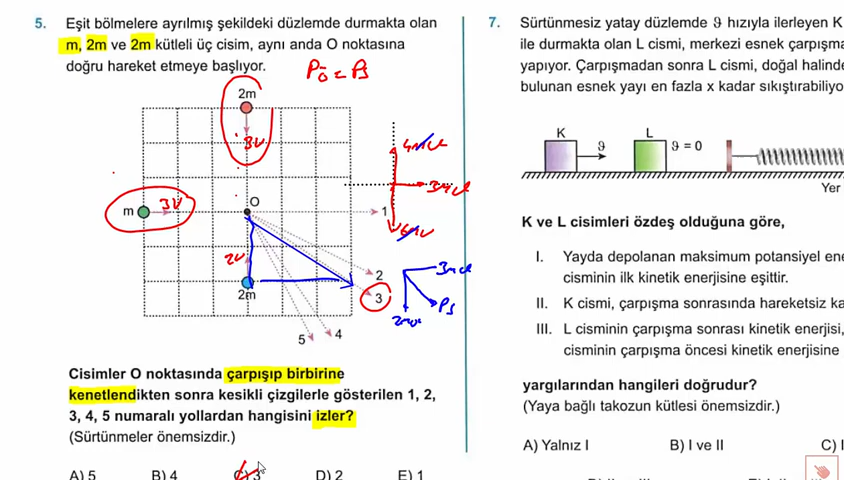 5. Eşit bölmelere ayrılmış şekildeki düzlemde durmakta olan
m, 2m ve 2m kütleli üç cisim, aynı anda O noktasına
doğru hareket etmeye başlıyor.
2m
3v
m
3v
O
1
2v
2m
2
3
4
5
3mv
2mv
Cisimler O noktasında çarpışıp birbirine
kenetlendikten sonra kesikli çizgilerle gösterilen 1, 2,
3, 4, 5 numaralı yollardan hangisini izler?
(Sürtünmeler önemsizdir.)
A) 5 B) 4 C) 3 D) 2 E) 1
7. Sürtünmesiz yatay düzlemde ϑ hızıyla ilerleyen K
ile durmakta olan L cismi, merkezi esnek çarpışma
yapıyor. Çarpışmadan sonra L cismi, doğal halinde
bulunan esnek yayı en fazla x kadar sıkıştırabiliyo
K
ϑ
L
ϑ = 0
Yer
K ve L cisimleri özdeş olduğuna göre,
I. Yayda depolanan maksimum potansiyel ene
cisminin ilk kinetik enerjisine eşittir.
II. K cismi, çarpışma sonrasında hareketsiz ka
III. L cisminin çarpışma sonrası kinetik enerjisi,
cisminin çarpışma öncesi kinetik enerjisine
yargılarından hangileri doğrudur?
(Yaya bağlı takozun kütlesi önemsizdir.)
A) Yalnız I B) I ve II C) I